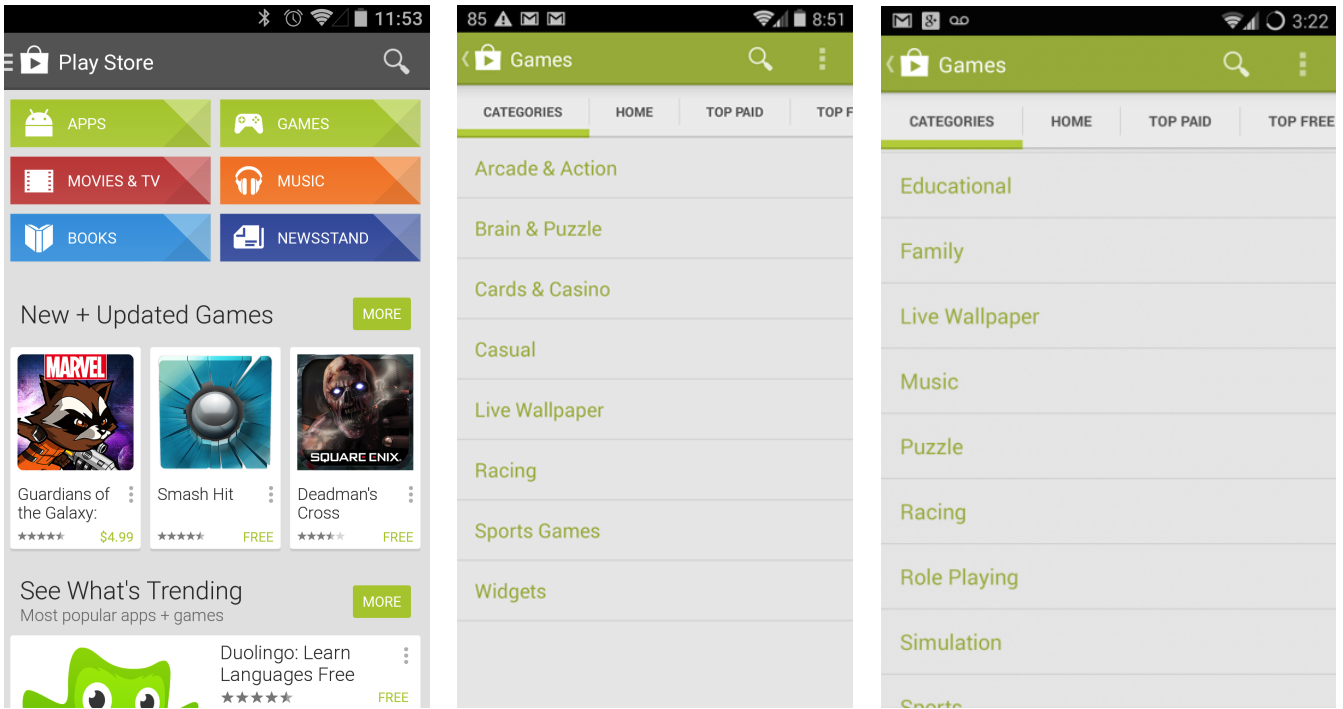 11:53
Play Store
APPS
GAMES
MOVIES & TV
MUSIC
BOOKS
NEWSSTAND
New + Updated Games
MORE
MARVEL
SQUARE ENIX.
Guardians of
the Galaxy:
$4.99
Smash Hit
FREE
Deadman's
Cross
FREE
See What's Trending
MORE
Most popular apps + games
Duolingo: Learn
Languages Free
FREE
85
8:51
Games
CATEGORIES
HOME
TOP PAID
TOP F
Arcade & Action
Brain & Puzzle
Cards & Casino
Casual
Live Wallpaper
Racing
Sports Games
Widgets
3:22
Games
CATEGORIES
HOME
TOP PAID
TOP FREE
Educational
Family
Live Wallpaper
Music
Puzzle
Racing
Role Playing
Simulation
Sports